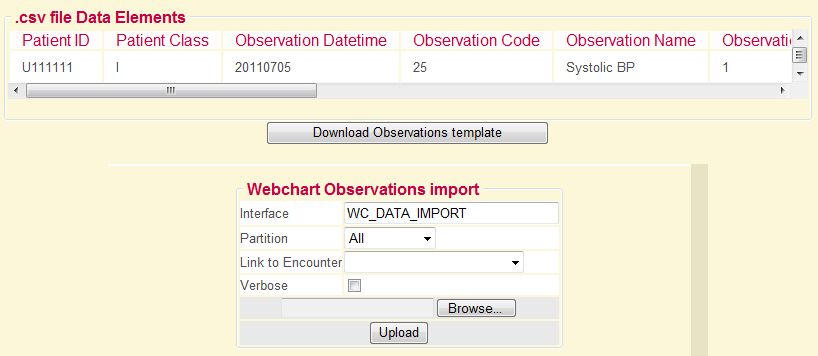 .csv file Data Elements
Patient ID Patient Class Observation Datetime Observation Code Observation Name Observati
U111111 I 20110705 25 Systolic BP 1
Download Observations template
Webchart Observations import
Interface WC_DATA_IMPORT
Partition All
Link to Encounter
Verbose
Browse...
Upload